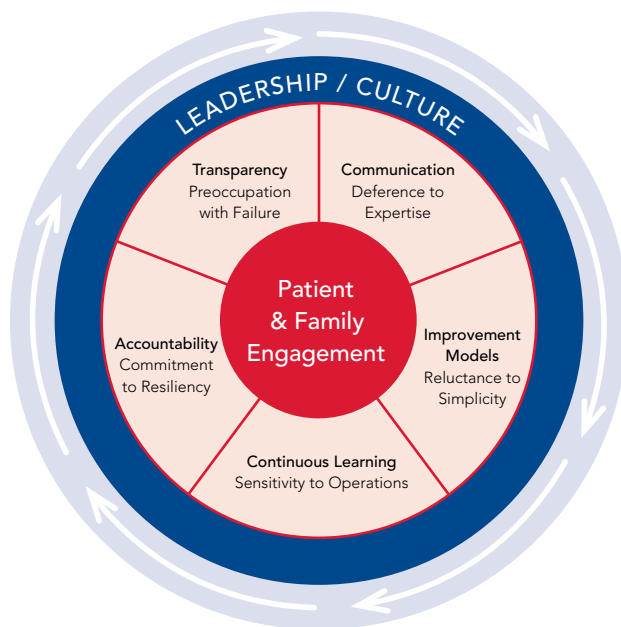 LEADERSHIP / CULTURE
Transparency
Preoccupation
with Failure
Communication
Deference to
Expertise
Patient
& Family
Engagement
Accountability
Commitment
to Resiliency
Improvement
Models
Reluctance to
Simplicity
Continuous Learning
Sensitivity to Operations